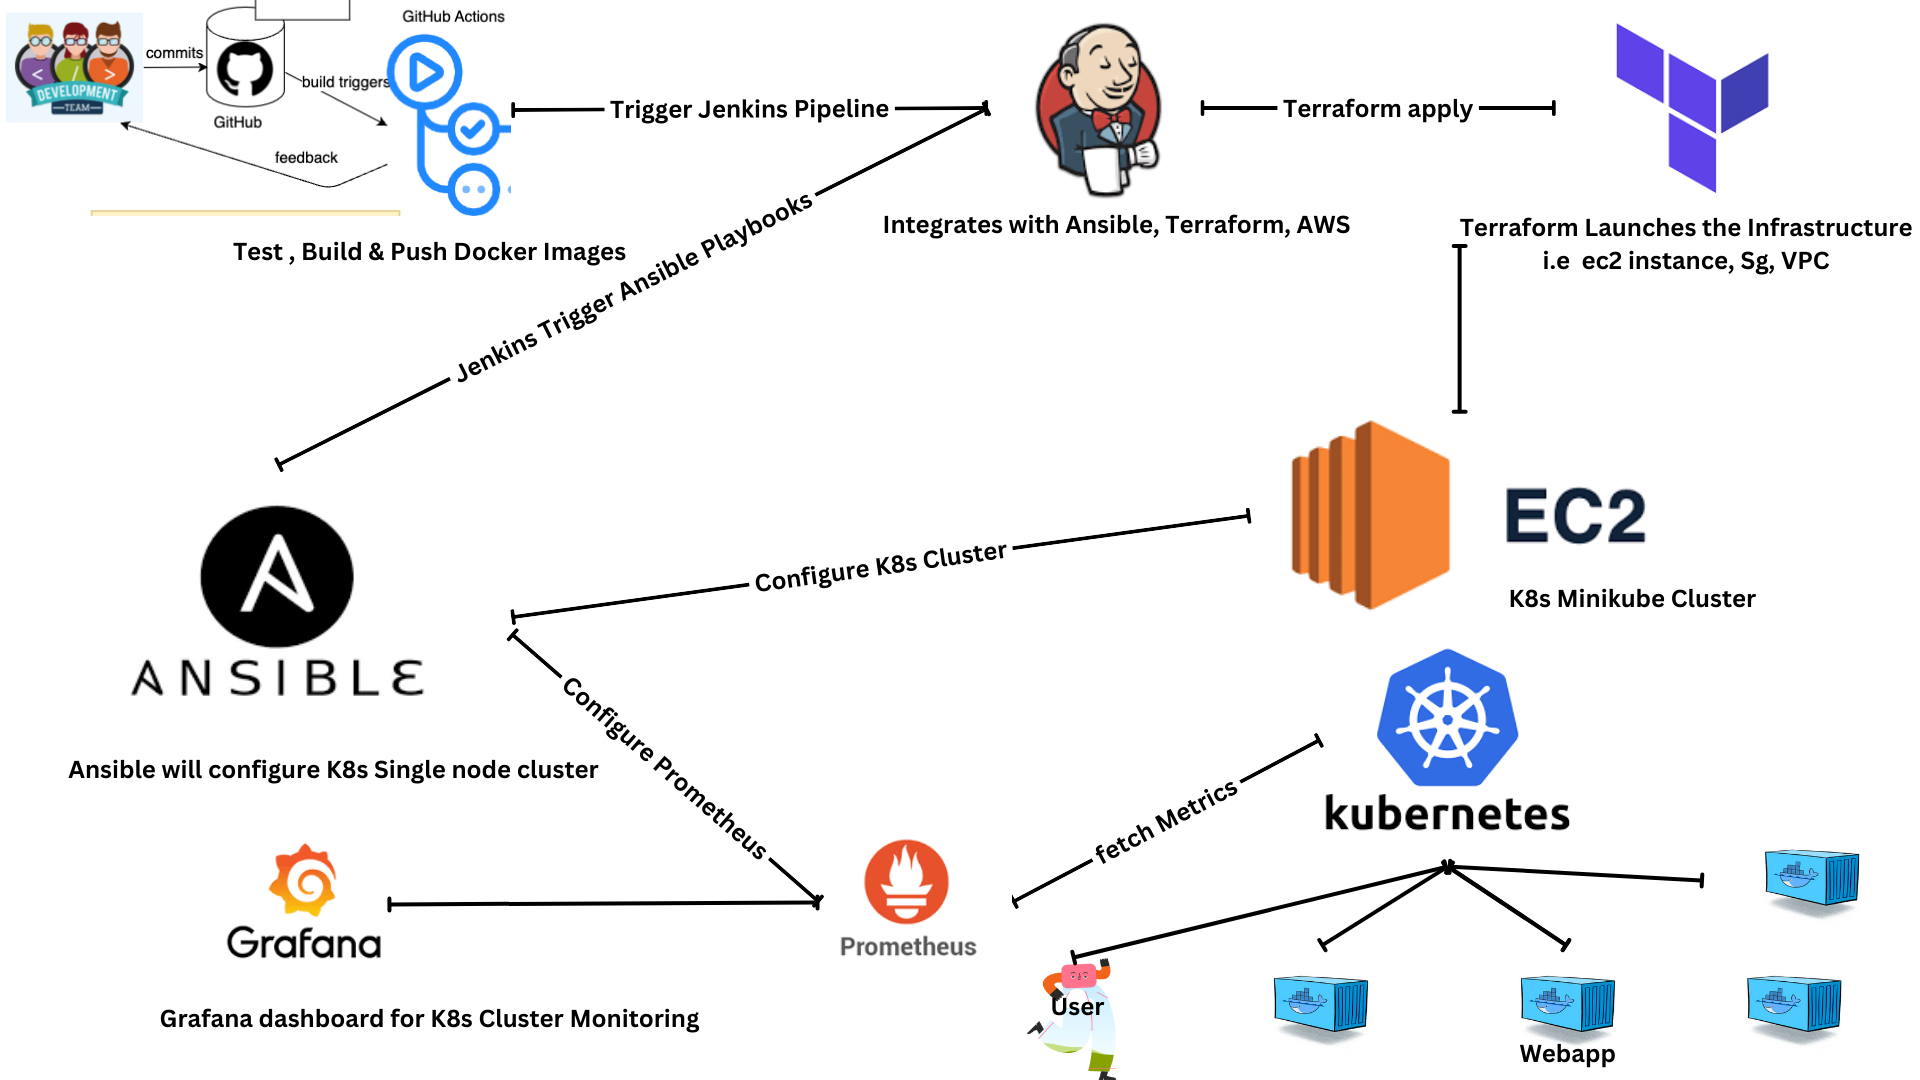 GitHub Actions
commits
< / >
DEVELOPMENT
TEAM
build triggers
GitHub
feedback
Trigger Jenkins Pipeline
Terraform apply
Test , Build & Push Docker Images
Integrates with Ansible, Terraform, AWS
Terraform Launches the Infrastructure
i.e ec2 instance, Sg, VPC
Jenkins Trigger Ansible Playbooks
Configure K8s Cluster
EC2
K8s Minikube Cluster
ANSIBLE
Ansible will configure K8s Single node cluster
Configure Prometheus
fetch Metrics
kubernetes
Grafana
Prometheus
Grafana dashboard for K8s Cluster Monitoring
User
Webapp